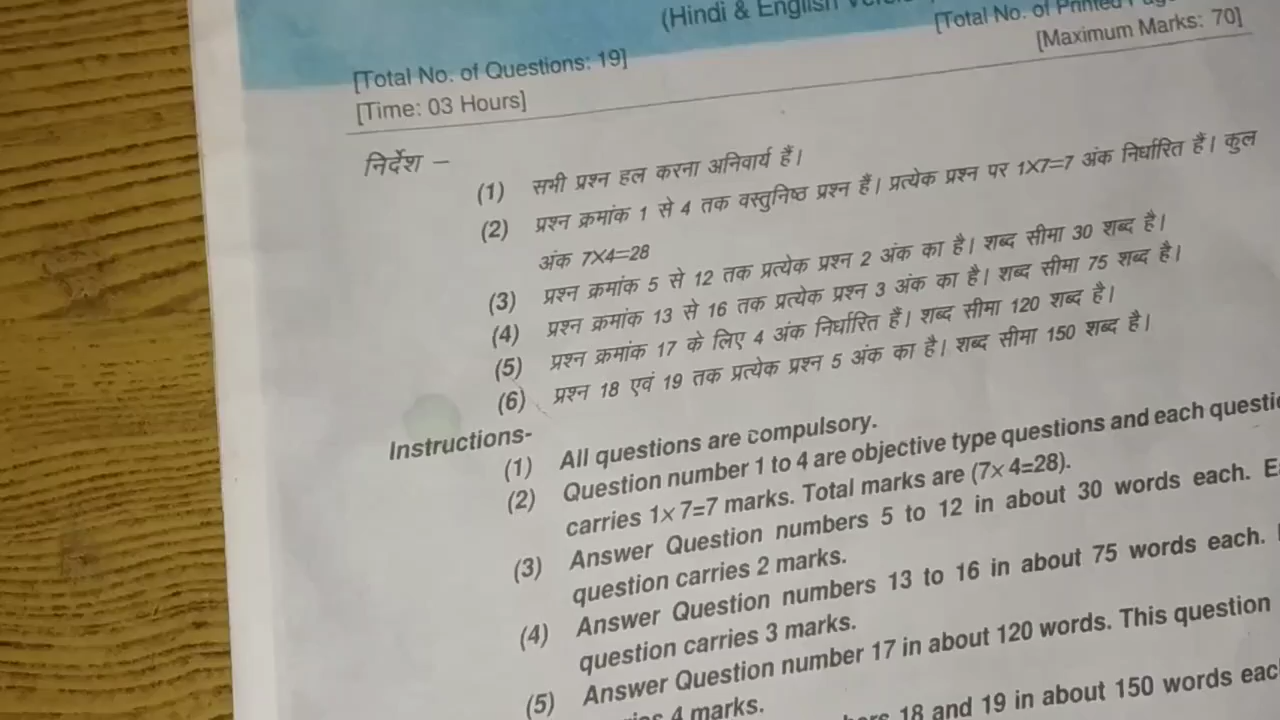 (Hindi & English
[Total No. of Printed
[Total No. of Questions: 19]
[Maximum Marks: 70]
[Time: 03 Hours]
निर्देश –
(1) सभी प्रश्न हल करना अनिवार्य हैं।
(2) प्रश्न क्रमांक 1 से 4 तक वस्तुनिष्ठ प्रश्न हैं। प्रत्येक प्रश्न पर 1X7=7 अंक निर्धारित हैं। कुल
अंक 7X4=28
(3) प्रश्न क्रमांक 5 से 12 तक प्रत्येक प्रश्न 2 अंक का है। शब्द सीमा 30 शब्द है।
(4) प्रश्न क्रमांक 13 से 16 तक प्रत्येक प्रश्न 3 अंक का है। शब्द सीमा 75 शब्द है।
(5) प्रश्न क्रमांक 17 के लिए 4 अंक निर्धारित हैं। शब्द सीमा 120 शब्द है।
(6) प्रश्न 18 एवं 19 तक प्रत्येक प्रश्न 5 अंक का है। शब्द सीमा 150 शब्द है।
Instructions-
(1) All questions are compulsory.
(2) Question number 1 to 4 are objective type questions and each
carries 1×7=7 marks. Total marks are (7×4=28).
(3) Answer Question numbers 5 to 12 in about 30 words each.
question carries 2 marks.
(4) Answer Question numbers 13 to 16 in about 75 words each.
question carries 3 marks.
(5) Answer Question number 17 in about 120 words. This question
4 marks.
18 and 19 in about 150 words